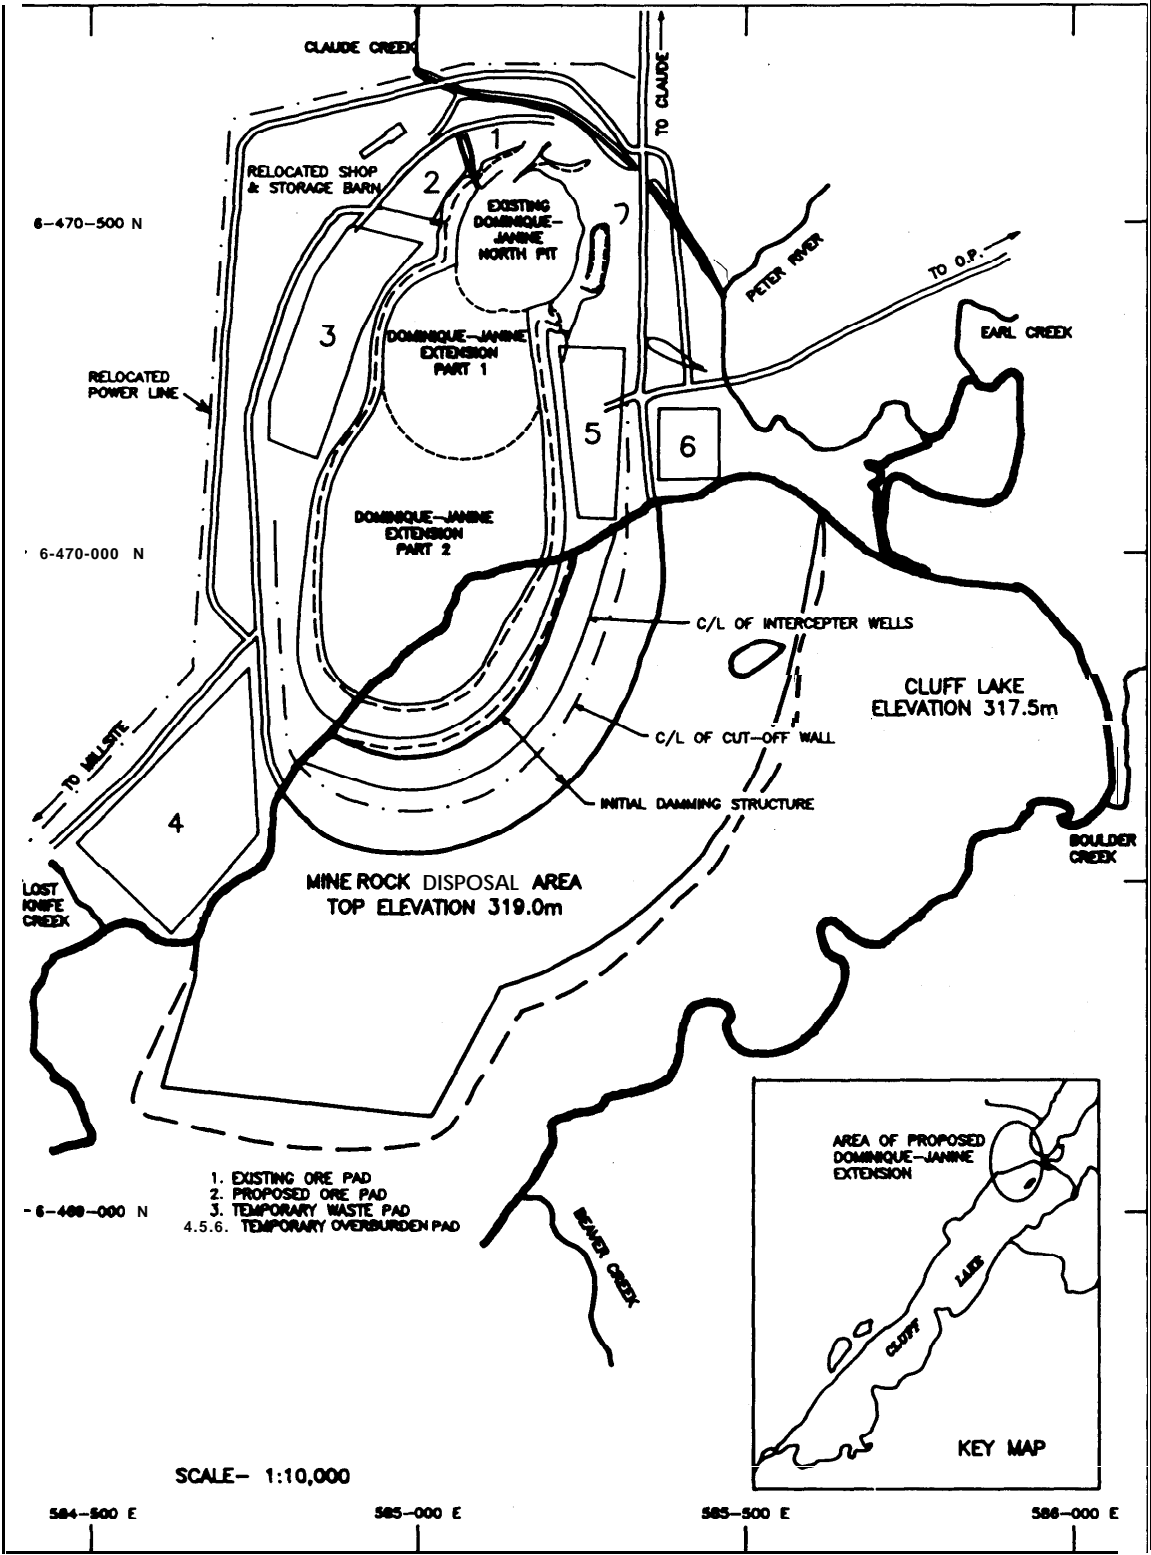 CLAUDE CREEK
TO CLAUDE
1
RELOCATED SHOP
& STORAGE BARN
2
EXISTING
DOMINIQUE-
JANINE
NORTH PIT
6-470-500 N
PETER RIVER
TO O.P.
3
DOMINIQUE-JANINE
EXTENSION
PART 1
EARL CREEK
RELOCATED
POWER LINE
5
6
DOMINIQUE-JANINE
EXTENSION
PART 2
6-470-000 N
C/L OF INTERCEPTER WELLS
CLUFF LAKE
ELEVATION 317.5m
C/L OF CUT-OFF WALL
TO MILLSITE
INITIAL DAMMING STRUCTURE
4
BOULDER
CREEK
MINE ROCK DISPOSAL AREA
TOP ELEVATION 319.0m
LOST
KNIFE
CREEK
AREA OF PROPOSED
DOMINIQUE-JANINE
EXTENSION
1. EXISTING ORE PAD
2. PROPOSED ORE PAD
3. TEMPORARY WASTE PAD
4.5.6. TEMPORARY OVERBURDEN PAD
6-469-000 N
BEAVER CREEK
CLUFF LAKE
KEY MAP
SCALE- 1:10,000
584-500 E
585-000 E
585-500 E
586-000 E